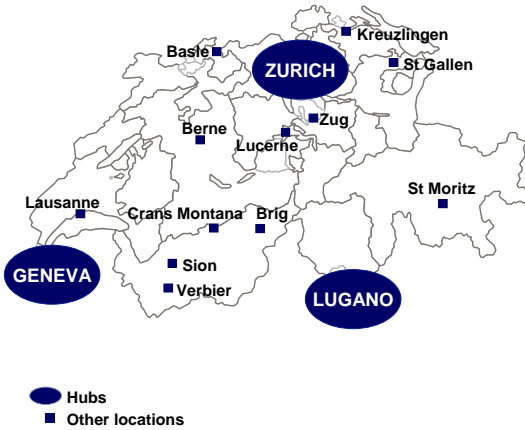 Kreuzlingen
Basle
ZURICH
St Gallen
Zug
Berne
Lucerne
St Moritz
Lausanne
Crans Montana
Brig
Sion
GENEVA
Verbier
LUGANO
Hubs
Other locations